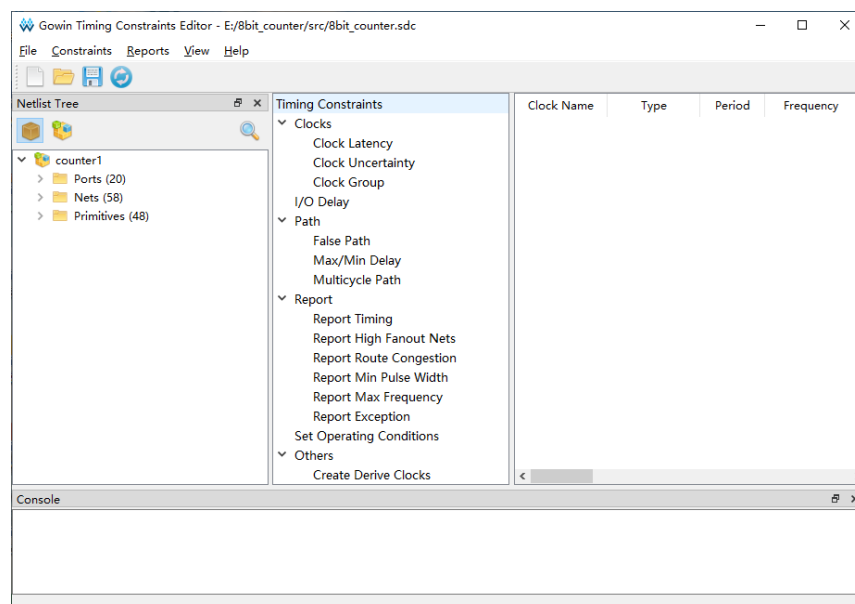 Gowin Timing Constraints Editor - E:/8bit_counter/src/8bit_counter.sdc
File Constraints Reports View Help
Netlist Tree
counter1
Ports (20)
Nets (58)
Primitives (48)
Timing Constraints
Clocks
Clock Latency
Clock Uncertainty
Clock Group
I/O Delay
Path
False Path
Max/Min Delay
Multicycle Path
Report
Report Timing
Report High Fanout Nets
Report Route Congestion
Report Min Pulse Width
Report Max Frequency
Report Exception
Set Operating Conditions
Others
Create Derive Clocks
Clock Name Type Period Frequency
Console